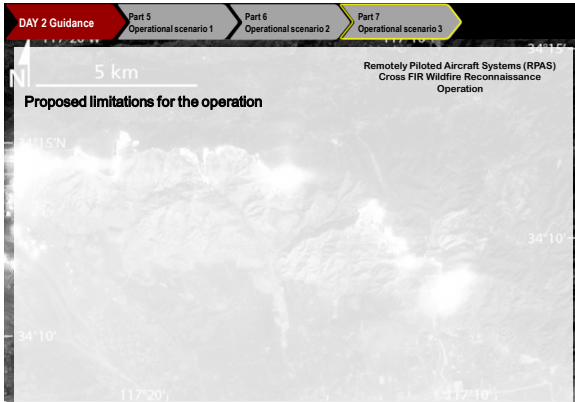 DAY 2 Guidance
Part 5
Operational scenario 1
Part 6
Operational scenario 2
Part 7
Operational scenario 3
34°15'
N
5 km
Remotely Piloted Aircraft Systems (RPAS)
Cross FIR Wildfire Reconnaissance
Operation
Proposed limitations for the operation
34°15'N
34°10'
34°10'
117°20'
117°10'